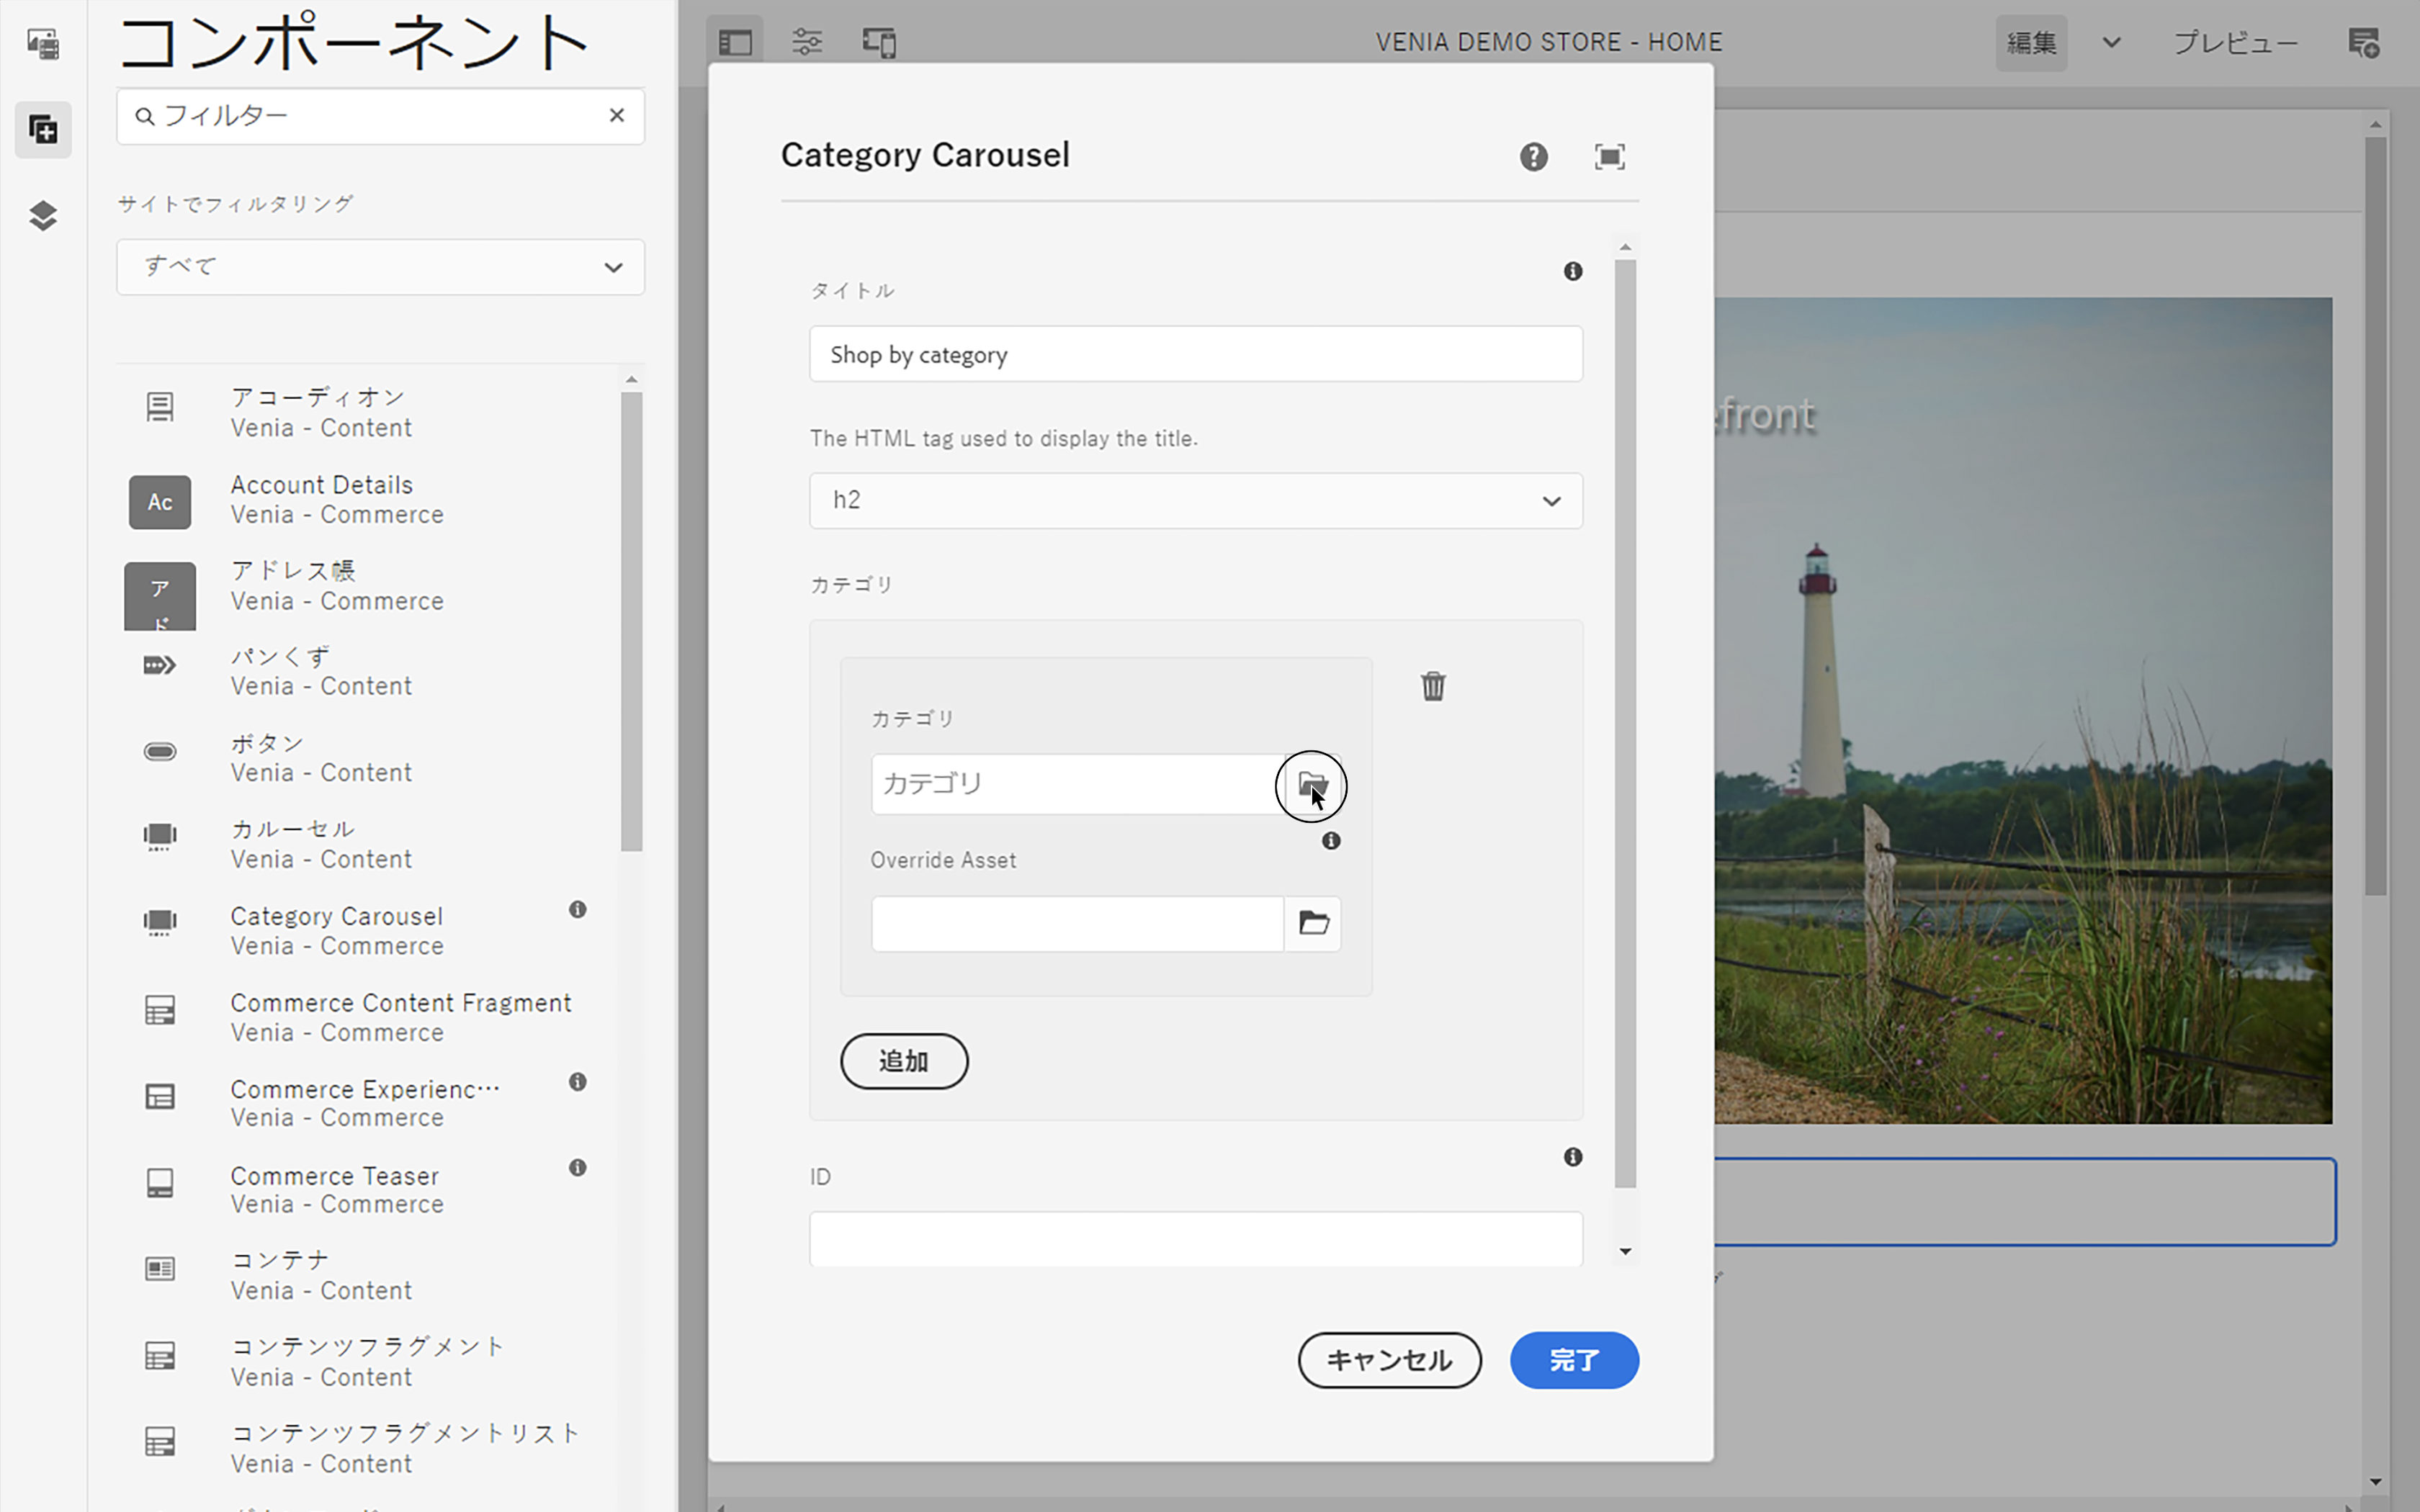 コンポーネント
フィルター
サイトでフィルタリング
すべて
アコーディオン
Venia - Content
Ac
Account Details
Venia - Commerce
アド
アドレス帳
Venia - Commerce
パンくず
Venia - Content
ボタン
Venia - Content
カルーセル
Venia - Content
Category Carousel
Venia - Commerce
Commerce Content Fragment
Venia - Commerce
Commerce Experienc…
Venia - Commerce
Commerce Teaser
Venia - Commerce
コンテナ
Venia - Content
コンテンツフラグメント
Venia - Content
コンテンツフラグメントリスト
Venia - Content
VENIA DEMO STORE - HOME
編集
プレビュー
Category Carousel
タイトル
Shop by category
The HTML tag used to display the title.
h2
カテゴリ
カテゴリ
カテゴリ
Override Asset
追加
ID
キャンセル
完了
efront